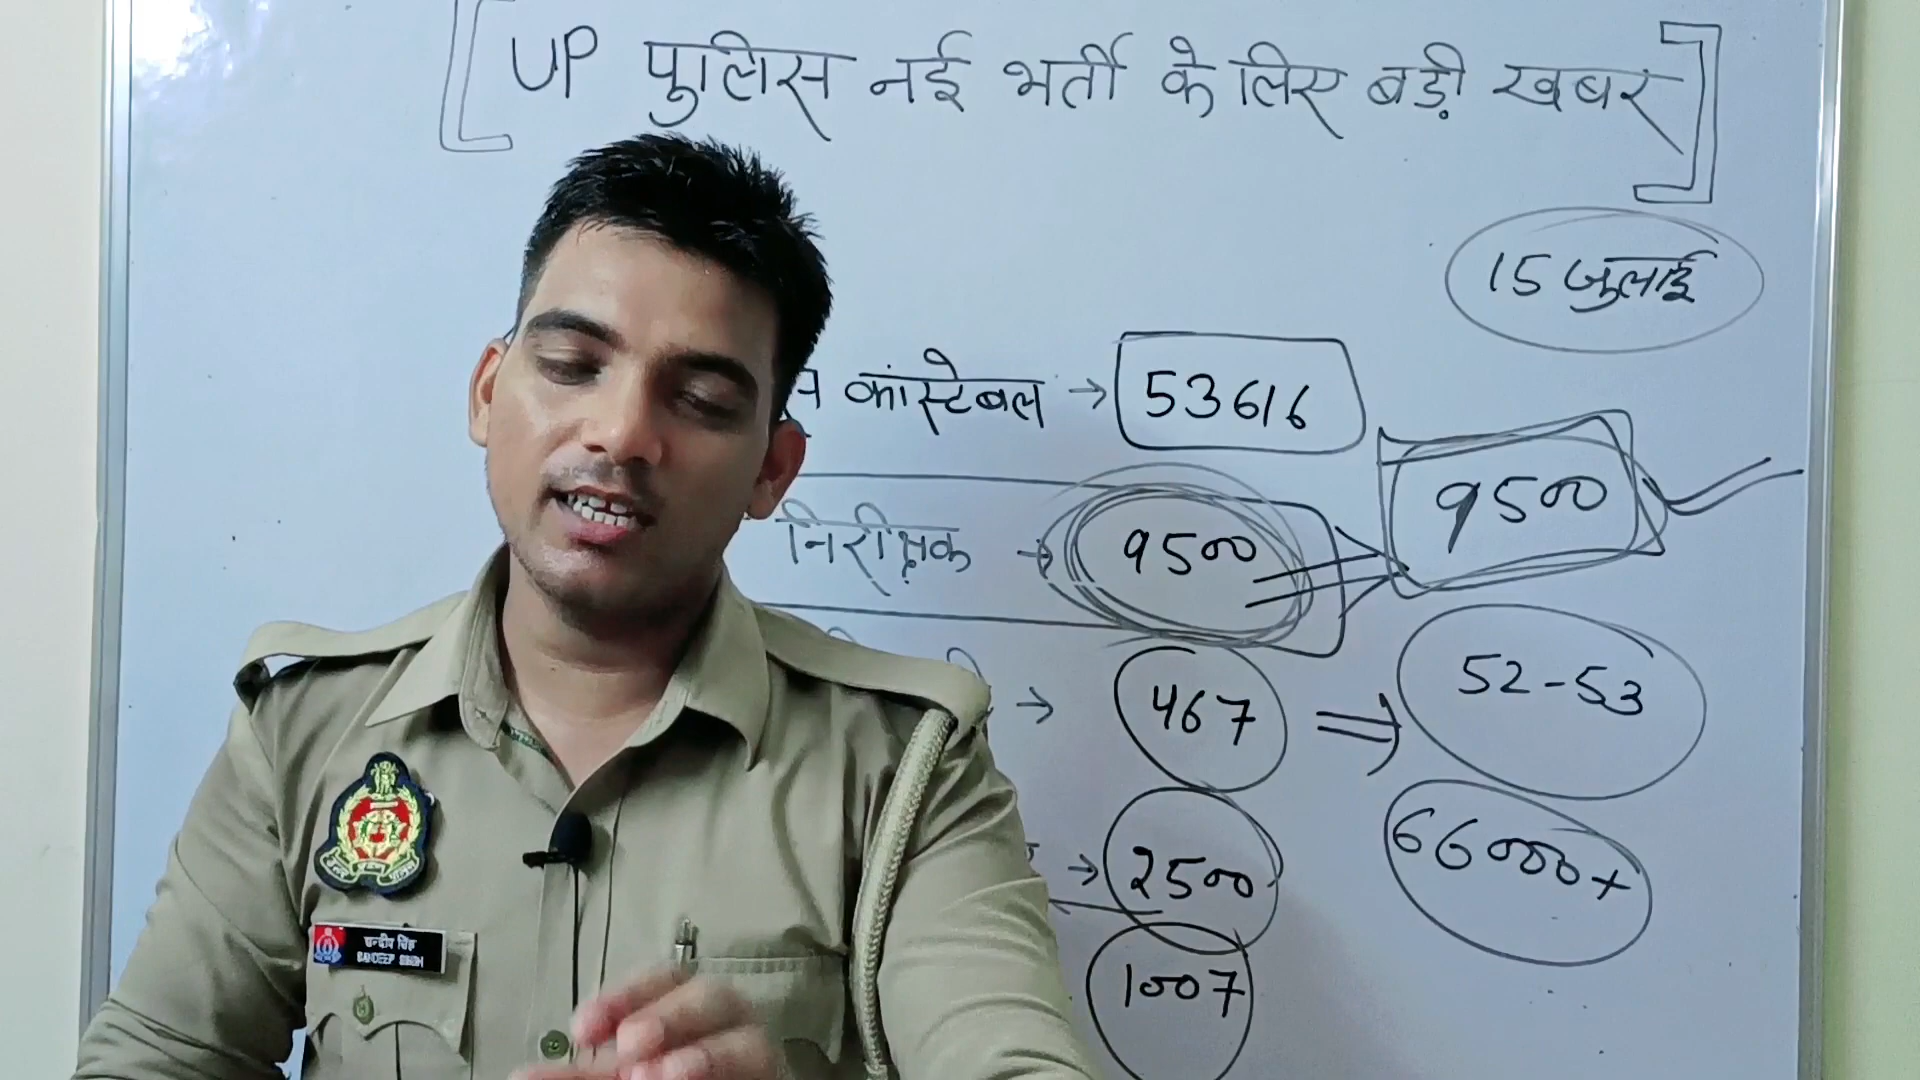 UP पुलिस नई भर्ती के लिए बड़ी खबर
15 जुलाई
कांस्टेबल → 53616
निरीक्षक → 9500 9500
→ 467 ⇒ 52-53
→ 2500 66000+
1007
सन्दीप सिंह
SANDEEP SINGH